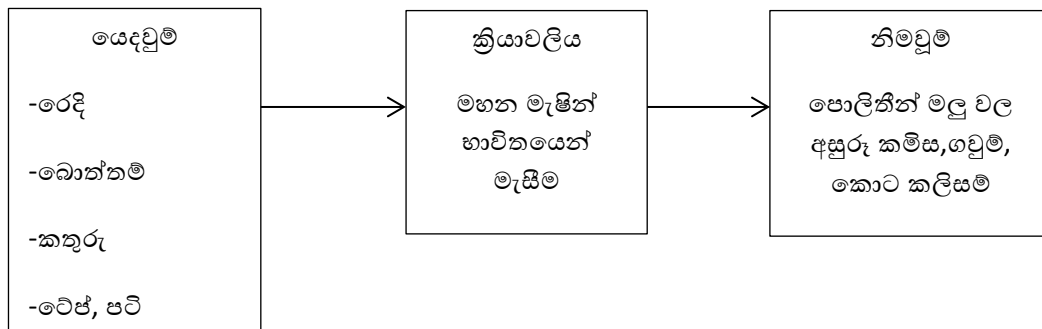 යෙදවුම්
-රෙදි
-බොත්තම්
-කතුරු
-ටේප්, පටි
ක්‍රියාවලිය
මහන මැෂින්
භාවිතයෙන්
මැසීම
නිමවූම්
පොලිතීන් මලු වල
අසුරූ කමිස,ගවුම්,
කොට කලිසම්